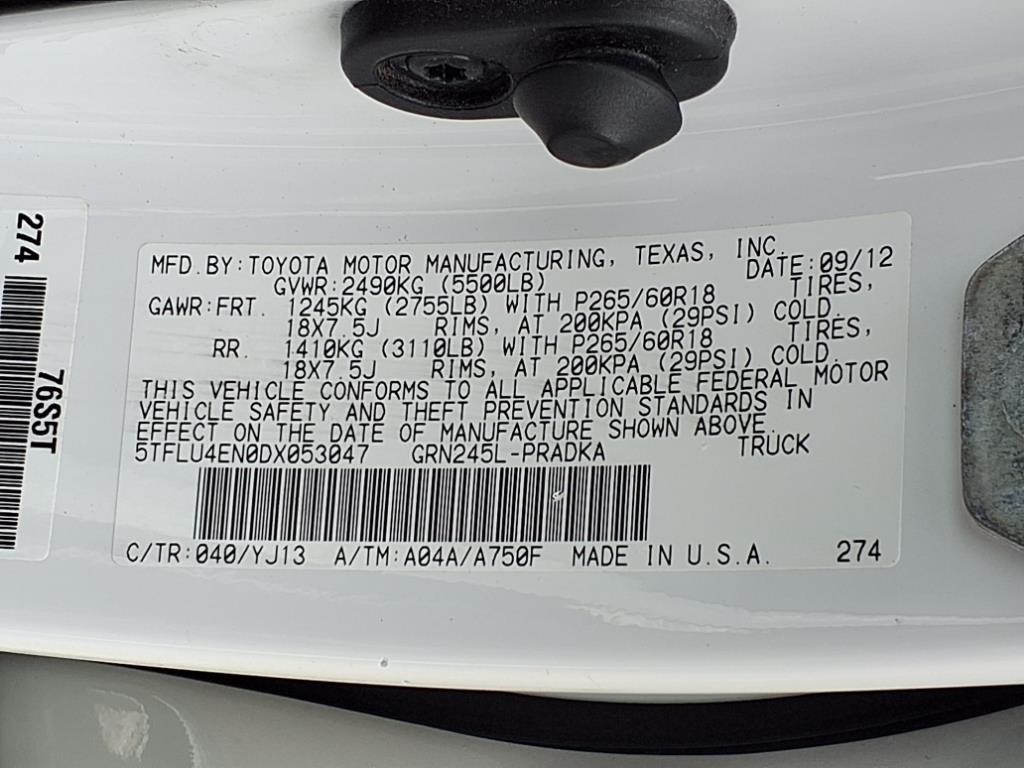 MFD.BY:TOYOTA MOTOR MANUFACTURING, TEXAS, INC.
GVWR:2490KG (5500LB) DATE:09/12
GAWR:FRT. 1245KG (2755LB) WITH P265/60R18 TIRES,
18X7.5J RIMS, AT 200KPA (29PSI) COLD.
RR. 1410KG (3110LB) WITH P265/60R18 TIRES,
18X7.5J RIMS, AT 200KPA (29PSI) COLD.
THIS VEHICLE CONFORMS TO ALL APPLICABLE FEDERAL MOTOR
VEHICLE SAFETY AND THEFT PREVENTION STANDARDS IN
EFFECT ON THE DATE OF MANUFACTURE SHOWN ABOVE.
5TFLU4EN0DX053047 GRN245L-PRADKA TRUCK
C/TR:040/YJ13 A/TM:A04A/A750F MADE IN U.S.A. 274
274
76S5T